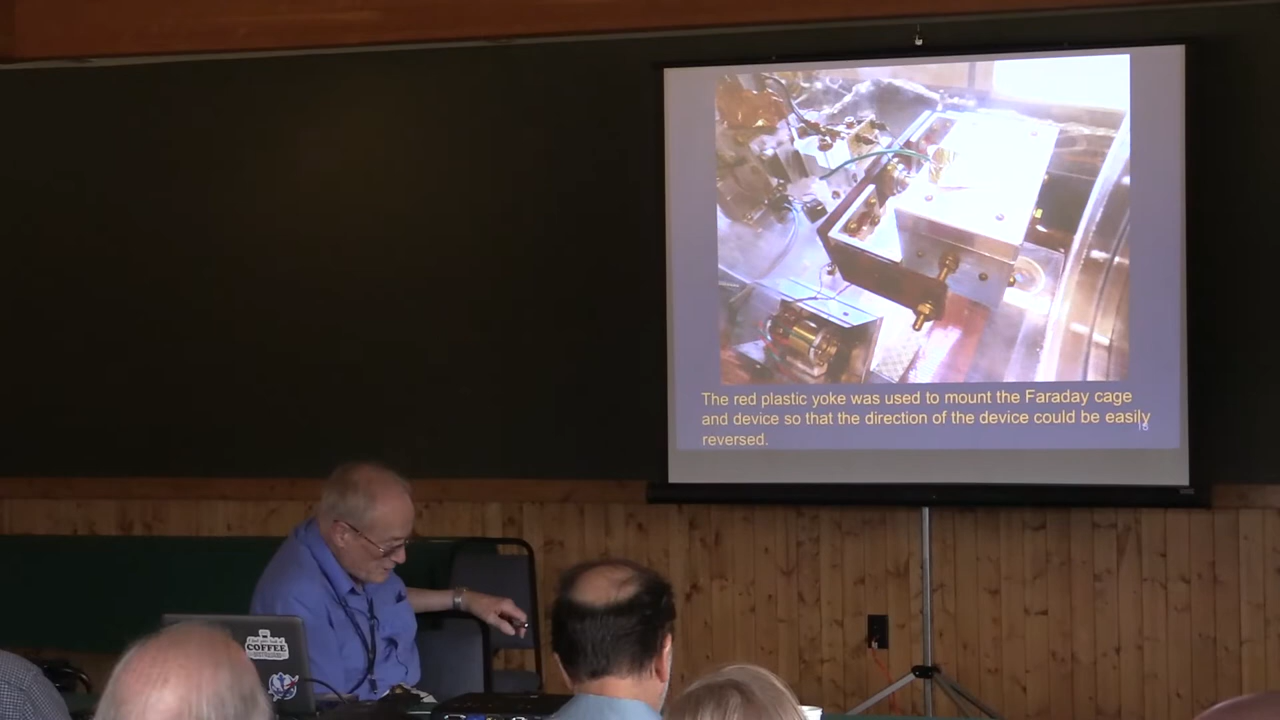 The red plastic yoke was used to mount the Faraday cage
and device so that the direction of the device could be easily
reversed.
COFFEE